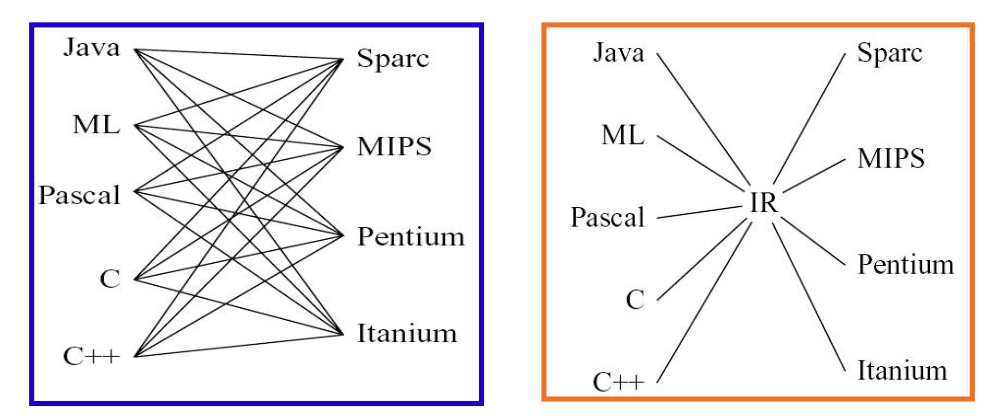 Java
ML
Pascal
C
C++
Sparc
MIPS
Pentium
Itanium
Java
ML
Pascal
C
C++
IR
Sparc
MIPS
Pentium
Itanium